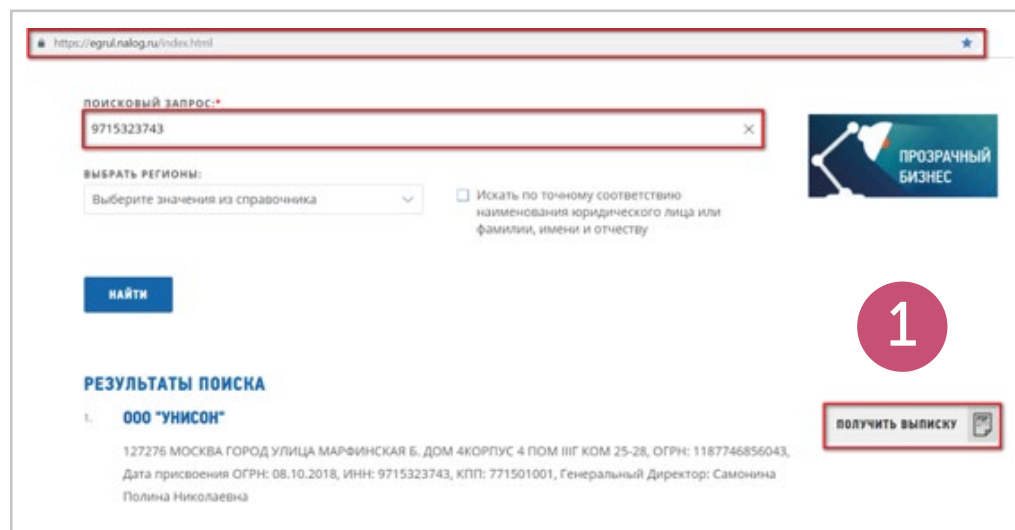 https://egrul.nalog.ru/index.html
ПОИСКОВЫЙ ЗАПРОС:*
9715323743
ПРОЗРАЧНЫЙ
БИЗНЕС
ВЫБРАТЬ РЕГИОНЫ:
Выберите значения из справочника
Искать по точному соответствию
наименования юридического лица или
фамилии, имени и отчеству
НАЙТИ
1
РЕЗУЛЬТАТЫ ПОИСКА
1. ООО "УНИСОН"
ПОЛУЧИТЬ ВЫПИСКУ
127276 МОСКВА ГОРОД УЛИЦА МАРФИНСКАЯ Б. ДОМ 4КОРПУС 4 ПОМ IIIГ КОМ 25-28, ОГРН: 1187746856043,
Дата присвоения ОГРН: 08.10.2018, ИНН: 9715323743, КПП: 771501001, Генеральный Директор: Самонина
Полина Николаевна